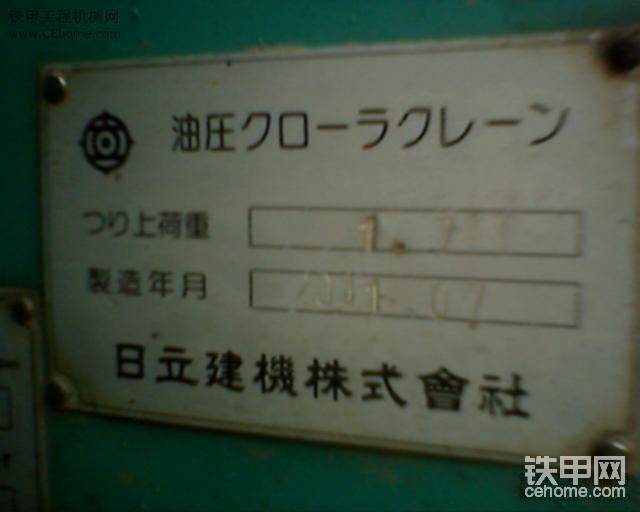 铁甲工程机械网
www.CEhome.com
油圧クローラクレーン
つり上荷重 1.7
製造年月
日立建機株式會社
铁甲网
cehome.com